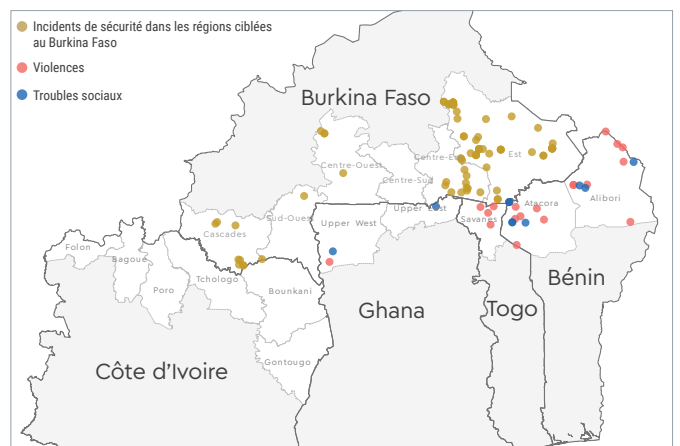 Incidents de sécurité dans les régions ciblées
au Burkina Faso
Violences
Troubles sociaux
Burkina Faso
Est
Centre-Est
Centre-Ouest
Centre-Sud
Atacora
Alibori
Sud-Ouest
Upper West
Upper East
Savanes
Cascades
Folon
Bagoué
Poro
Tchologo
Bounkani
Gontougo
Bénin
Ghana
Togo
Côte d'Ivoire